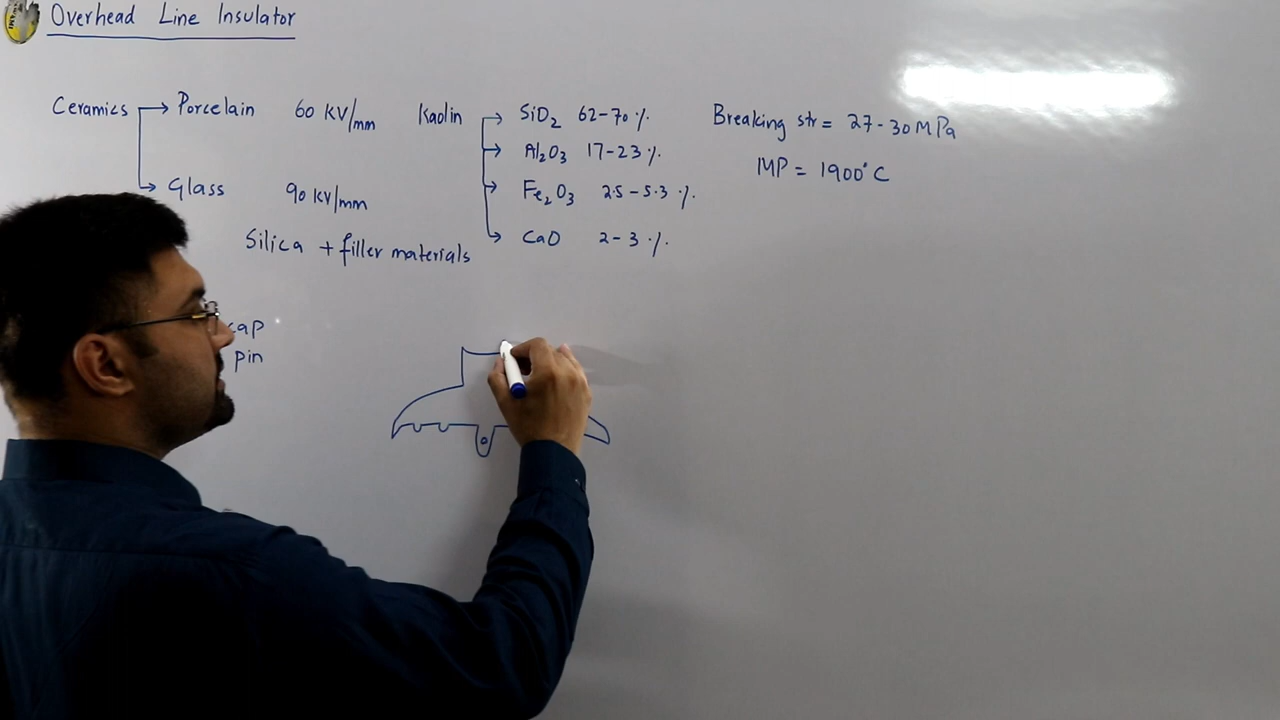 Overhead Line Insulator
Ceramics Porcelain 60 KV/mm Kaolin SiO2 62-70 %. Breaking str = 27-30 MPa
Al2O3 17-23 %. MP = 1900°C
Glass 90 KV/mm Fe2O3 2.5-5.3 %.
Silica + filler materials CaO 2-3 %.
cap
pin